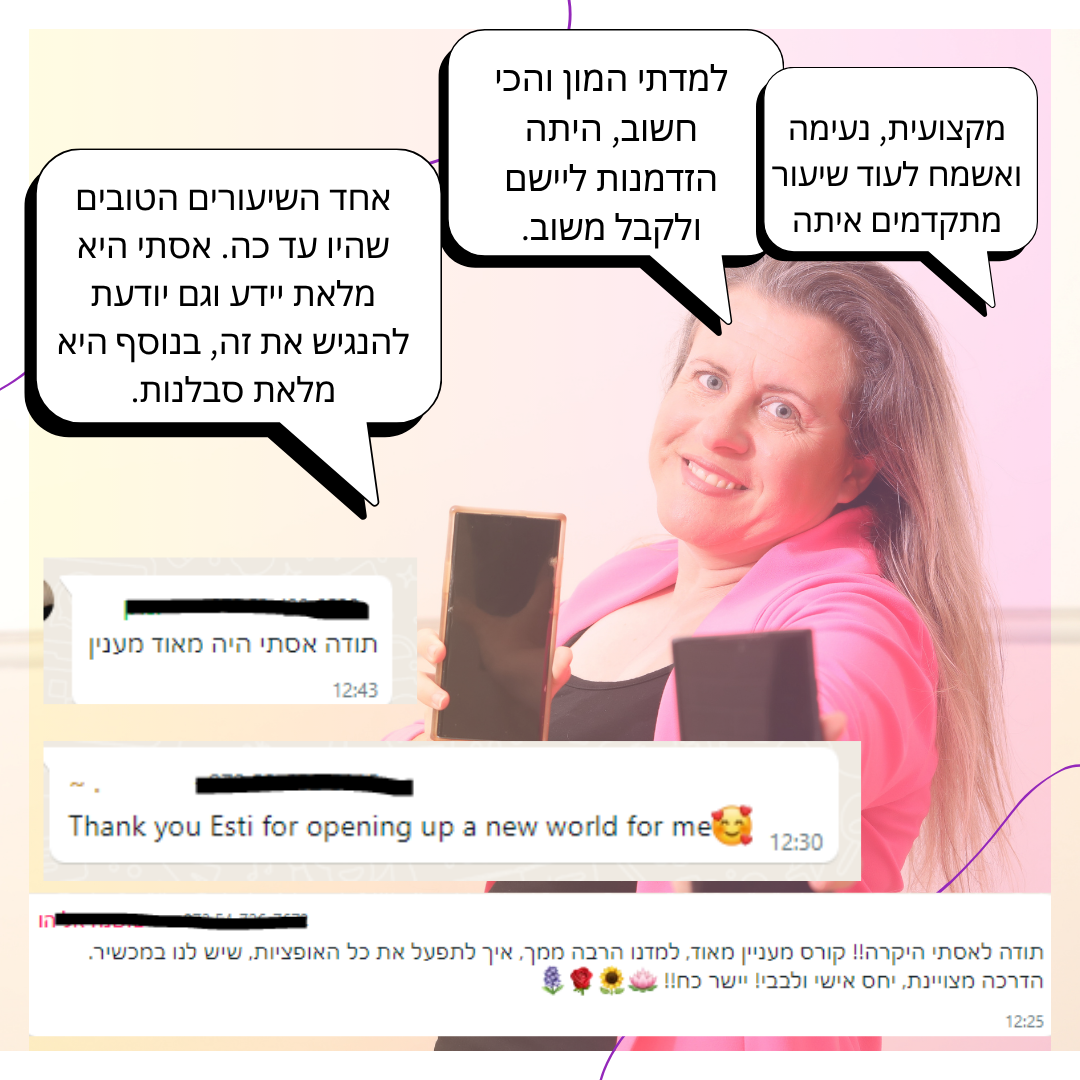 מקצועית, נעימה
ואשמח לעוד שיעור
מתקדמים איתה
למדתי המון והכי
חשוב, היתה
הזדמנות ליישם
ולקבל משוב.
אחד השיעורים הטובים
שהיו עד כה. אסתי היא
מלאת יידע וגם יודעת
להנגיש את זה, בנוסף היא
מלאת סבלנות.
תודה אסתי היה מאוד מענין
12:43
~ .
Thank you Esti for opening up a new world for me🥰
12:30
תודה לאסתי היקרה!! קורס מעניין מאוד, למדנו הרבה ממך, איך לתפעל את כל האופציות, שיש לנו במכשיר.
הדרכה מצויינת, יחס אישי ולבבי! יישר כח!! 🪷🌻🌹🪻
12:25